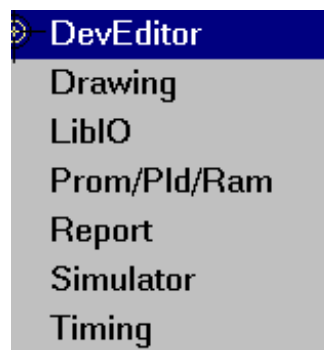 DevEditor
Drawing
LibIO
Prom/Pld/Ram
Report
Simulator
Timing